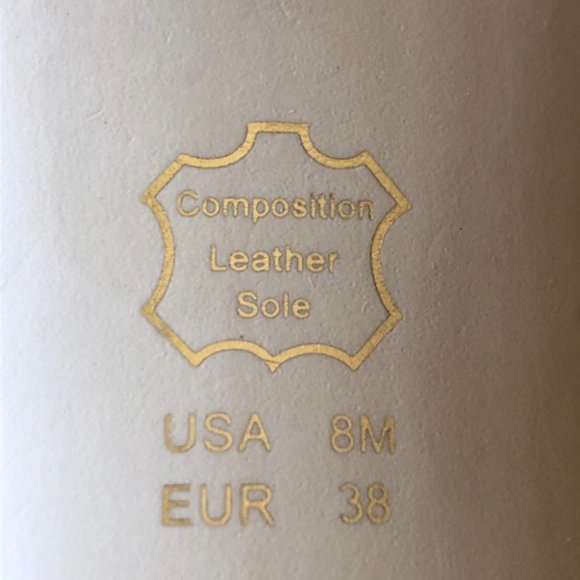 Composition
Leather
Sole
USA 8M
EUR 38